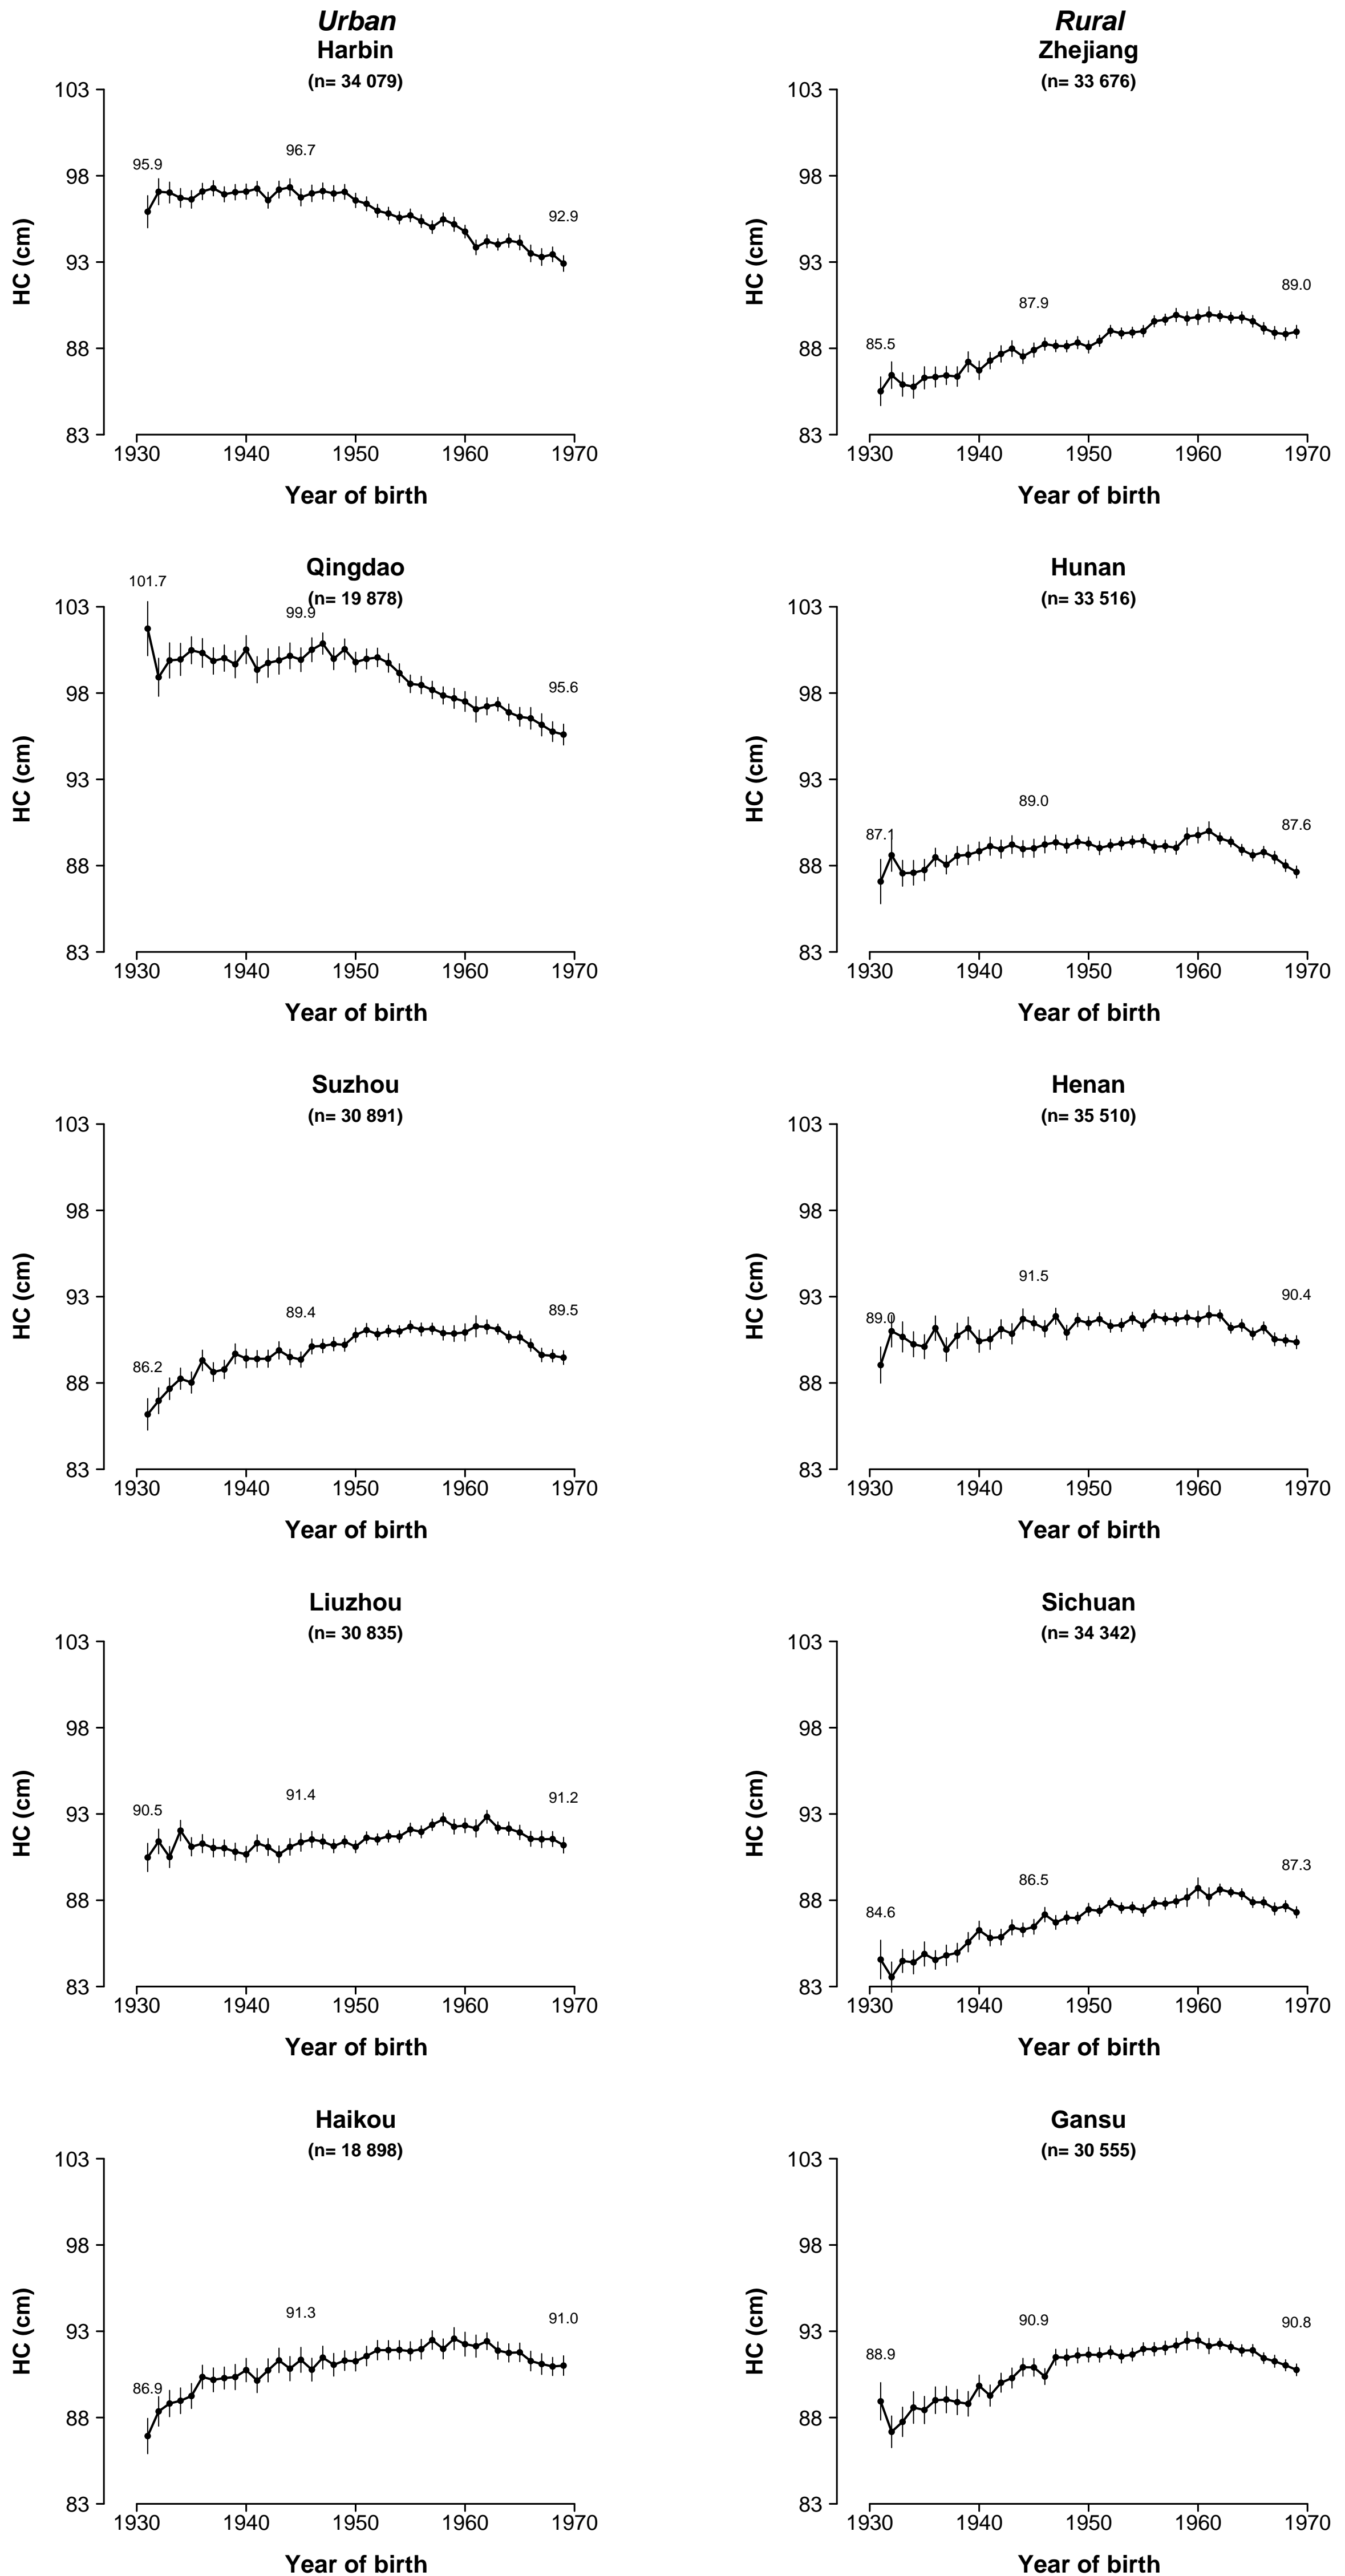 Urban
Harbin
(n= 34 079)
103
98
93
88
83
HC (cm)
95.9
96.7
92.9
1930 1940 1950 1960 1970
Year of birth
Rural
Zhejiang
(n= 33 676)
103
98
93
88
83
HC (cm)
85.5
87.9
89.0
1930 1940 1950 1960 1970
Year of birth
Qingdao
(n= 19 878)
103
98
93
88
83
HC (cm)
101.7
99.9
95.6
1930 1940 1950 1960 1970
Year of birth
Hunan
(n= 33 516)
103
98
93
88
83
HC (cm)
87.1
89.0
87.6
1930 1940 1950 1960 1970
Year of birth
Suzhou
(n= 30 891)
103
98
93
88
83
HC (cm)
86.2
89.4
89.5
1930 1940 1950 1960 1970
Year of birth
Henan
(n= 35 510)
103
98
93
88
83
HC (cm)
89.0
91.5
90.4
1930 1940 1950 1960 1970
Year of birth
Liuzhou
(n= 30 835)
103
98
93
88
83
HC (cm)
90.5
91.4
91.2
1930 1940 1950 1960 1970
Year of birth
Sichuan
(n= 34 342)
103
98
93
88
83
HC (cm)
84.6
86.5
87.3
1930 1940 1950 1960 1970
Year of birth
Haikou
(n= 18 898)
103
98
93
88
83
HC (cm)
86.9
91.3
91.0
1930 1940 1950 1960 1970
Year of birth
Gansu
(n= 30 555)
103
98
93
88
83
HC (cm)
88.9
90.9
90.8
1930 1940 1950 1960 1970
Year of birth